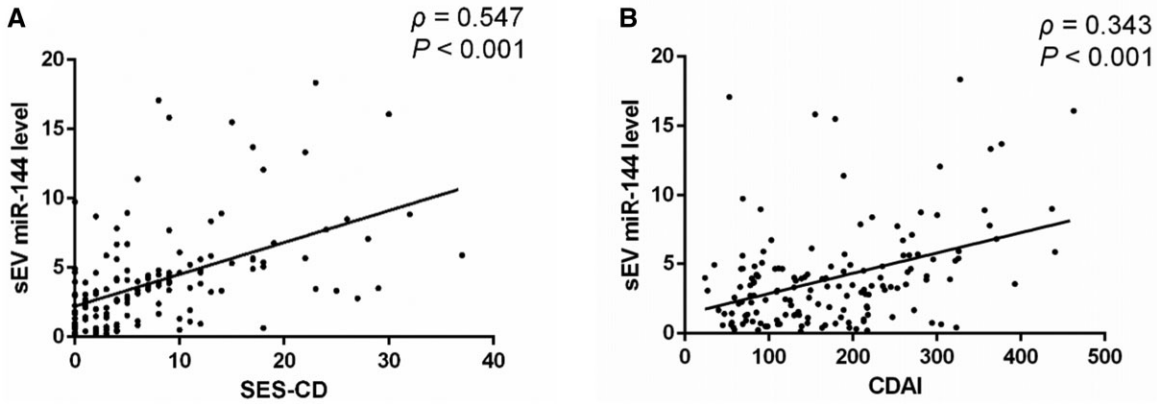 A
ρ = 0.547
P < 0.001
sEV miR-144 level
20
15
10
5
0
0 10 20 30 40
SES-CD
B
ρ = 0.343
P < 0.001
sEV miR-144 level
20
15
10
5
0
0 100 200 300 400 500
CDAI